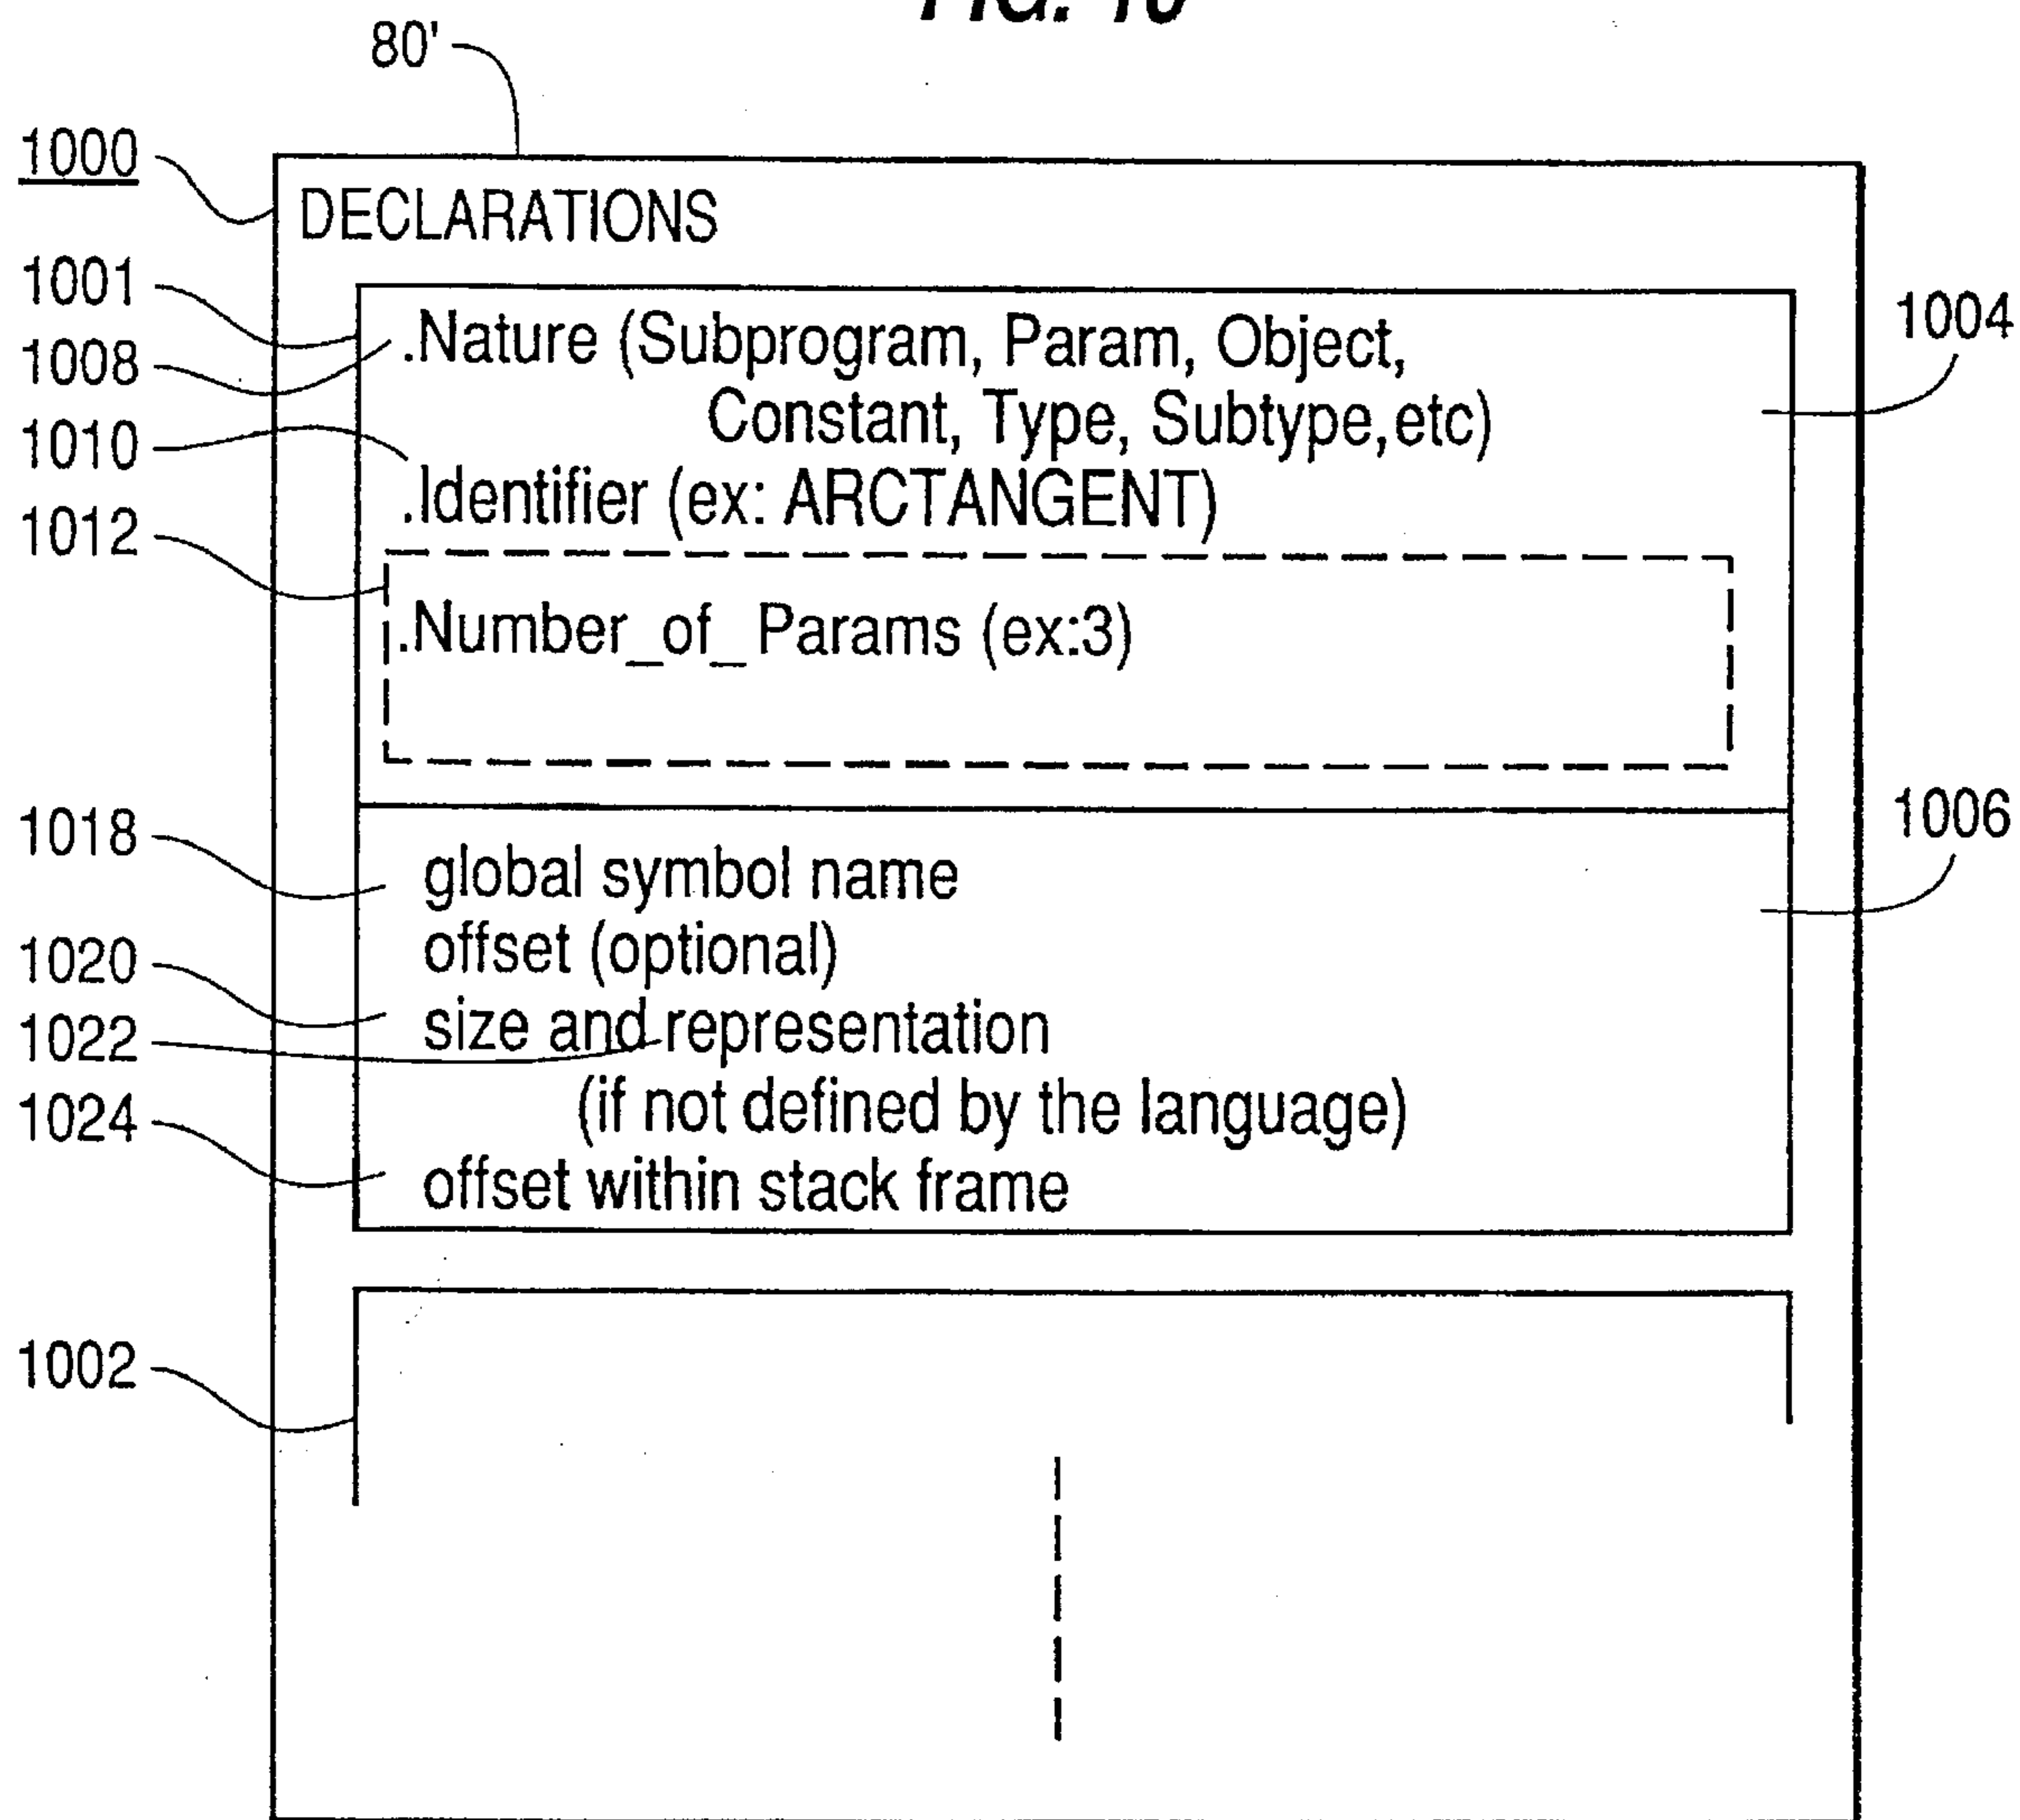 FIG. 10
80'
1000
DECLARATIONS
1001
1004
.Nature (Subprogram, Param, Object,
1008
Constant, Type, Subtype,etc)
1010
.Identifier (ex: ARCTANGENT)
1012
.Number_of_Params (ex:3)
1006
1018
global symbol name
offset (optional)
1020
size and representation
1022
(if not defined by the language)
1024
offset within stack frame
1002